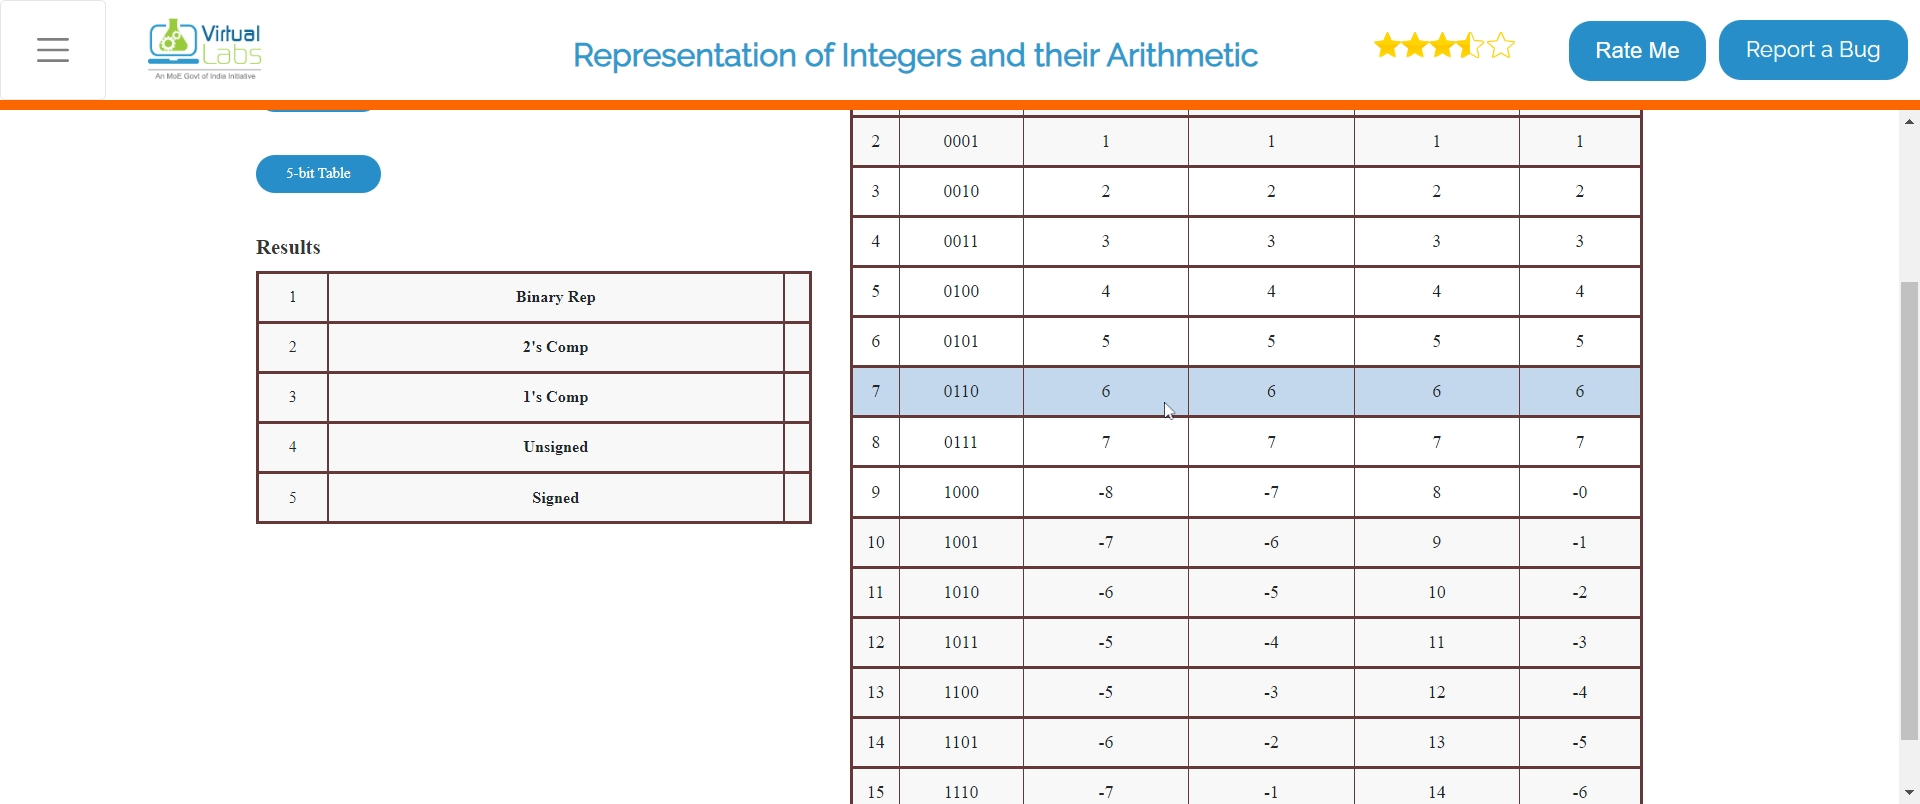 Virtual
Labs
An MoE Govt of India Initiative
Representation of Integers and their Arithmetic
Rate Me
Report a Bug
5-bit Table
Results
1 Binary Rep
2 2's Comp
3 1's Comp
4 Unsigned
5 Signed
2 0001 1 1 1 1
3 0010 2 2 2 2
4 0011 3 3 3 3
5 0100 4 4 4 4
6 0101 5 5 5 5
7 0110 6 6 6 6
8 0111 7 7 7 7
9 1000 -8 -7 8 -0
10 1001 -7 -6 9 -1
11 1010 -6 -5 10 -2
12 1011 -5 -4 11 -3
13 1100 -5 -3 12 -4
14 1101 -6 -2 13 -5
15 1110 -7 -1 14 -6